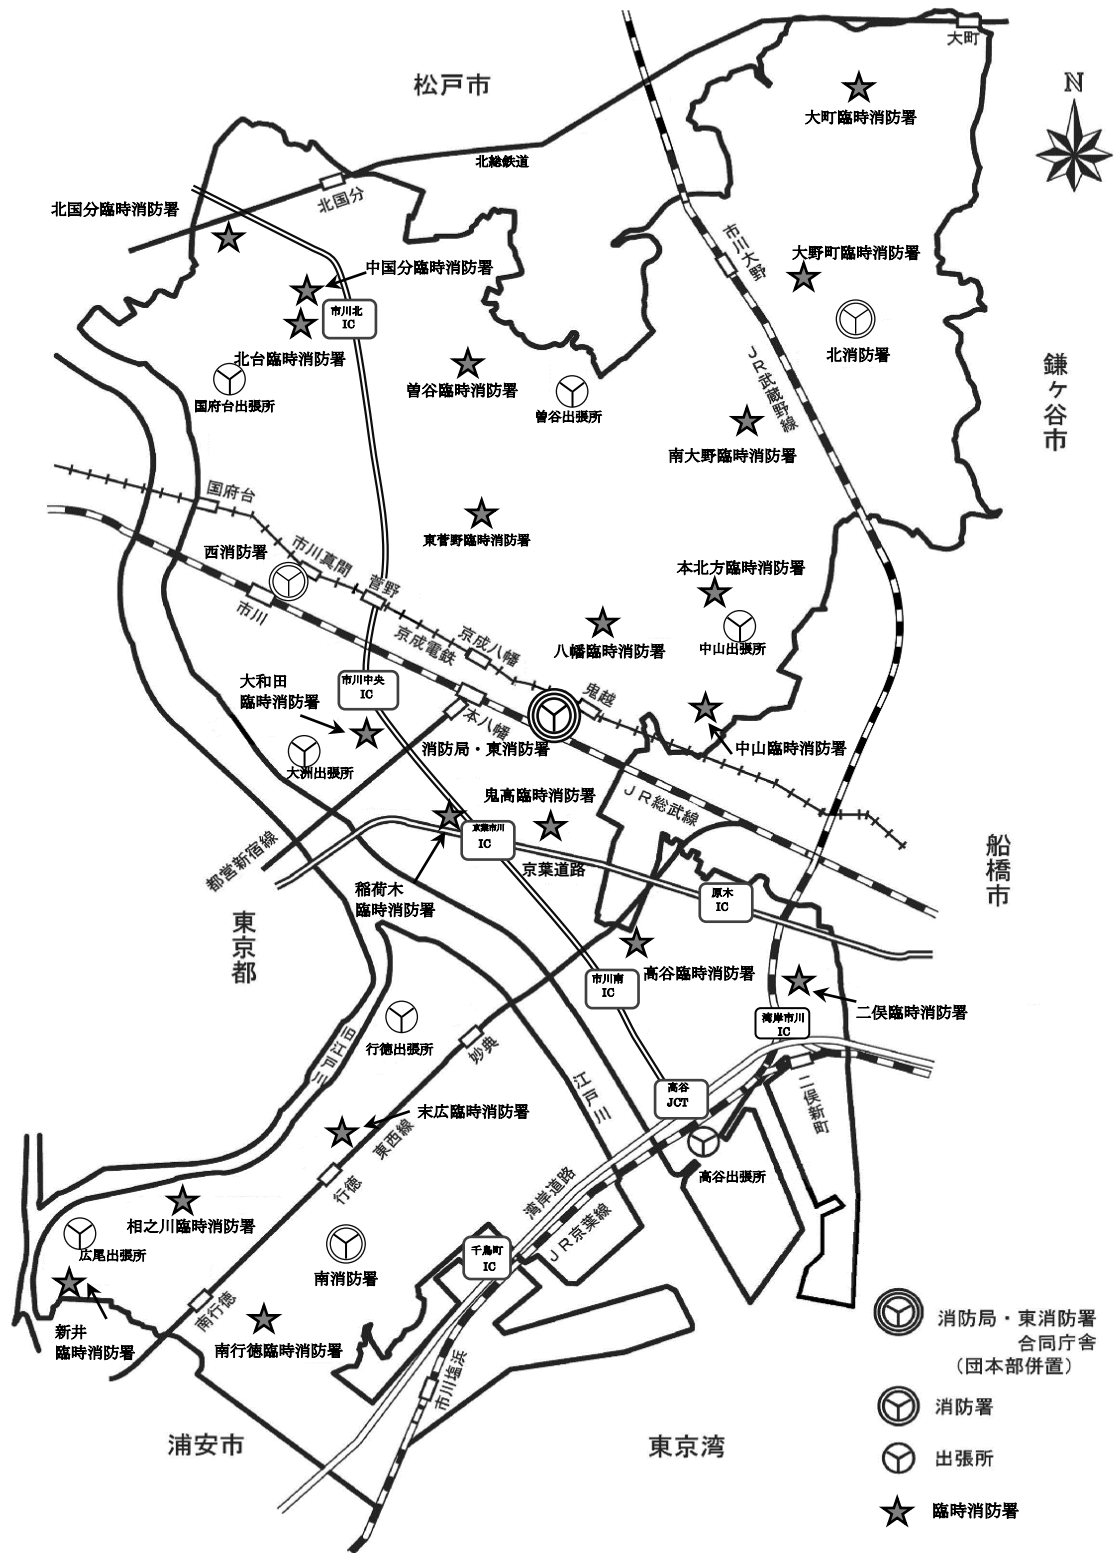 大町
松戸市
N
大町臨時消防署
北総鉄道
北国分
北国分臨時消防署
市川大野
大野町臨時消防署
中国分臨時消防署
市川北
IC
北消防署
北台臨時消防署
JR武蔵野線
鎌ヶ谷市
国府台出張所
曽谷臨時消防署
曽谷出張所
南大野臨時消防署
国府台
東菅野臨時消防署
西消防署
市川真間
菅野
市川
本北方臨時消防署
京成電鉄
京成八幡
八幡臨時消防署
中山出張所
大和田
臨時消防署
市川中央
IC
鬼越
本八幡
消防局・東消防署
中山臨時消防署
大洲出張所
鬼高臨時消防署
JR総武線
都営新宿線
京葉市川
IC
京葉道路
船橋市
稲荷木
臨時消防署
原木
IC
東京都
高谷臨時消防署
市川南
IC
二俣臨時消防署
湾岸市川
IC
行徳出張所
旧江戸川
妙典
江戸川
高谷
JCT
二俣新町
末広臨時消防署
東西線
高谷出張所
行徳
湾岸道路
相之川臨時消防署
広尾出張所
JR京葉線
千鳥町
IC
南消防署
南行徳
新井
臨時消防署
南行徳臨時消防署
市川塩浜
浦安市
東京湾
消防局・東消防署
合同庁舎
(団本部併置)
消防署
出張所
臨時消防署